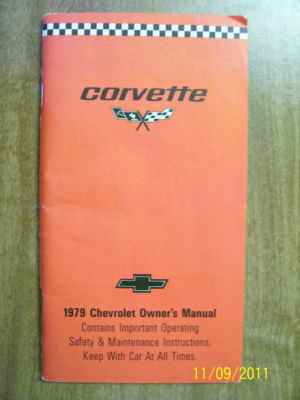 corvette
1979 Chevrolet Owner's Manual
Contains Important Operating
Safety & Maintenance Instructions.
Keep With Car At All Times.
11/09/2011